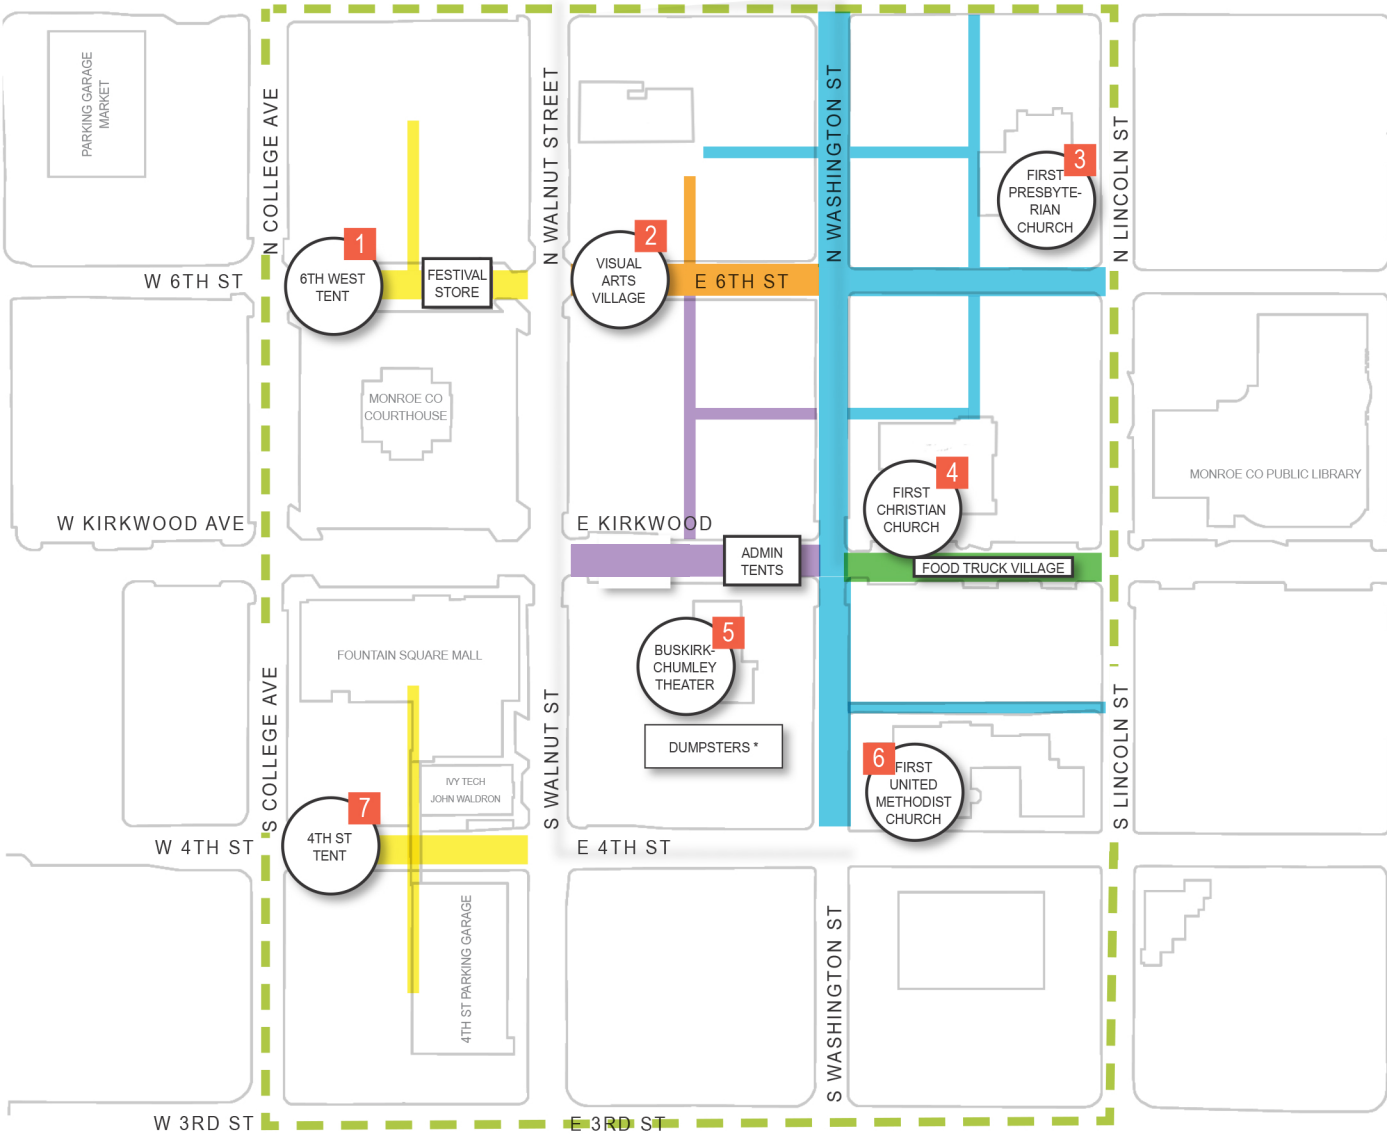 PARKING GARAGE
MARKET
N COLLEGE AVE
N WALNUT STREET
N WASHINGTON ST
N LINCOLN ST
3
FIRST
PRESBYTE-
RIAN
CHURCH
1
6TH WEST
TENT
FESTIVAL
STORE
2
VISUAL
ARTS
VILLAGE
W 6TH ST
E 6TH ST
MONROE CO
COURTHOUSE
4
FIRST
CHRISTIAN
CHURCH
MONROE CO PUBLIC LIBRARY
W KIRKWOOD AVE
E KIRKWOOD
ADMIN
TENTS
FOOD TRUCK VILLAGE
5
BUSKIRK-
CHUMLEY
THEATER
FOUNTAIN SQUARE MALL
S COLLEGE AVE
S WALNUT ST
S LINCOLN ST
DUMPSTERS *
6
FIRST
UNITED
METHODIST
CHURCH
IVY TECH
JOHN WALDRON
7
4TH ST
TENT
W 4TH ST
E 4TH ST
4TH ST PARKING GARAGE
S WASHINGTON ST
W 3RD ST
E 3RD ST